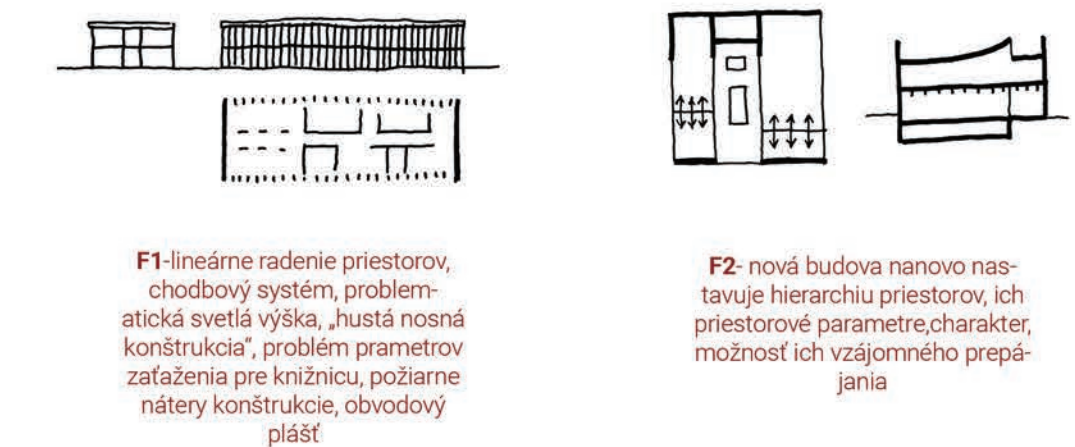 F1-lineárne radenie priestorov,
chodbový systém, problem-
atická svetlá výška, „hustá nosná
konštrukcia“, problém prametrov
zaťaženia pre knižnicu, požiarne
nátery konštrukcie, obvodový
plášť
F2- nová budova nanovo nas-
tavuje hierarchiu priestorov, ich
priestorové parametre,charakter,
možnosť ich vzájomného prepá-
jania